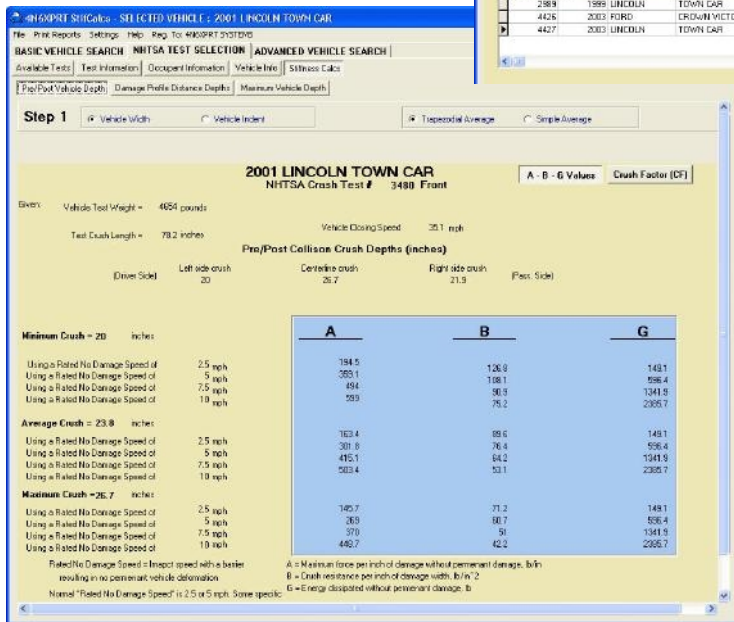 4N6XPRT StifCalcs - SELECTED VEHICLE : 2001 LINCOLN TOWN CAR
2989 1999 LINCOLN TOWN CAR
4426 2003 FORD CROWN VICTO
4427 2003 LINCOLN TOWN CAR
File Print Reports Settings Help Reg. To: 4N6XPRT SYSTEMS
BASIC VEHICLE SEARCH NHTSA TEST SELECTION ADVANCED VEHICLE SEARCH
Available Tests Test Information Occupant Information Vehicle Info Stiffness Calcs
Pre/Post Vehicle Depth Damage Profile Distance Depths Maximum Vehicle Depth
Step 1 Vehicle Width Vehicle Indent Trapezodial Average Simple Average
2001 LINCOLN TOWN CAR
NHTSA Crash Test # 3480 Front
A - B - G Values Crush Factor (CF)
Given: Vehicle Test Weight = 4654 pounds
Vehicle Closing Speed 35.1 mph
Test Crush Length = 78.2 inches
Pre/Post Collison Crush Depths (inches)
Left side crush Centerline crush Right side crush
(Driver Side) 20 26.7 21.9 (Pass. Side)
A B G
Minimum Crush = 20 inches
Using a Rated No Damage Speed of 2.5 mph 194.5 126.8 149.1
Using a Rated No Damage Speed of 5 mph 359.1 108.1 596.4
Using a Rated No Damage Speed of 7.5 mph 494 90.9 1341.9
Using a Rated No Damage Speed of 10 mph 599 75.2 2385.7
Average Crush = 23.8 inches
Using a Rated No Damage Speed of 2.5 mph 163.4 89.6 149.1
Using a Rated No Damage Speed of 5 mph 301.8 76.4 596.4
Using a Rated No Damage Speed of 7.5 mph 415.1 64.2 1341.9
Using a Rated No Damage Speed of 10 mph 503.4 53.1 2385.7
Maximum Crush =26.7 inches
Using a Rated No Damage Speed of 2.5 mph 145.7 71.2 149.1
Using a Rated No Damage Speed of 5 mph 269 60.7 596.4
Using a Rated No Damage Speed of 7.5 mph 370 51 1341.9
Using a Rated No Damage Speed of 10 mph 448.7 42.2 2385.7
Rated No Damage Speed = Imapct speed with a barier
resulting in no permenant vehicle deformation
Normal "Rated No Damage Speed" is 2.5 or 5 mph. Some specific
A = Maximum force per inch of damage without permenant damage, lb/in
B = Crush resistance per inch of damage width, lb/in^2
G = Energy dissipated without permenant damage, lb